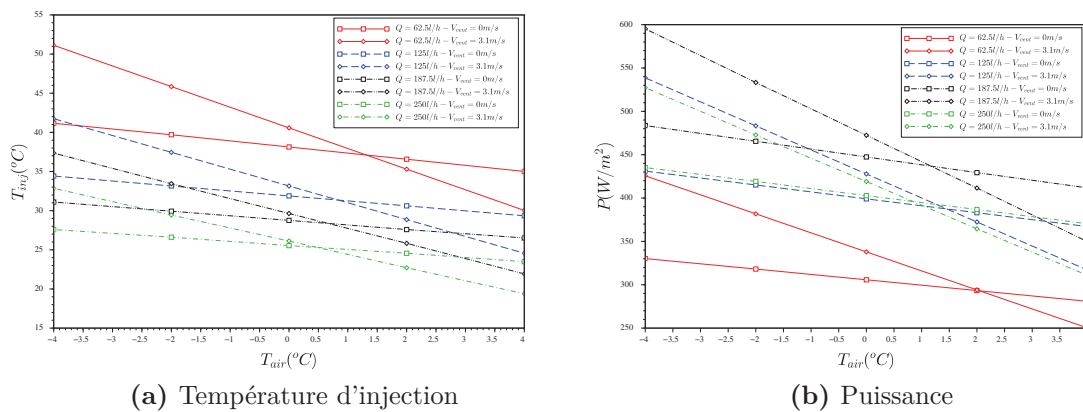 55
50
45
40
35
30
25
20
15
T_inj(°C)
Q = 62.5l/h − V_vent = 0m/s
Q = 62.5l/h − V_vent = 3.1m/s
Q = 125l/h − V_vent = 0m/s
Q = 125l/h − V_vent = 3.1m/s
Q = 187.5l/h − V_vent = 0m/s
Q = 187.5l/h − V_vent = 3.1m/s
Q = 250l/h − V_vent = 0m/s
Q = 250l/h − V_vent = 3.1m/s
-4 -3.5 -3 -2.5 -2 -1.5 -1 -0.5 0 0.5 1 1.5 2 2.5 3 3.5 4
T_air(°C)
(a) Température d'injection
600
550
500
450
400
350
300
250
P(W/m²)
Q = 62.5l/h − V_vent = 0m/s
Q = 62.5l/h − V_vent = 3.1m/s
Q = 125l/h − V_vent = 0m/s
Q = 125l/h − V_vent = 3.1m/s
Q = 187.5l/h − V_vent = 0m/s
Q = 187.5l/h − V_vent = 3.1m/s
Q = 250l/h − V_vent = 0m/s
Q = 250l/h − V_vent = 3.1m/s
-4 -3.5 -3 -2.5 -2 -1.5 -1 -0.5 0 0.5 1 1.5 2 2.5 3 3.5
T_air(°C)
(b) Puissance